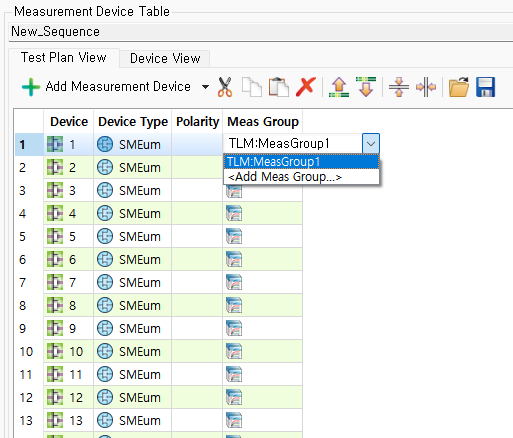 Measurement Device Table
New_Sequence
Test Plan View Device View
Add Measurement Device
Device Device Type Polarity Meas Group
1 1 SMEum TLM:MeasGroup1
TLM:MeasGroup1
2 2 SMEum
<Add Meas Group...>
3 3 SMEum
4 4 SMEum
5 5 SMEum
6 6 SMEum
7 7 SMEum
8 8 SMEum
9 9 SMEum
10 10 SMEum
11 11 SMEum
12 12 SMEum
13 13 SMEum